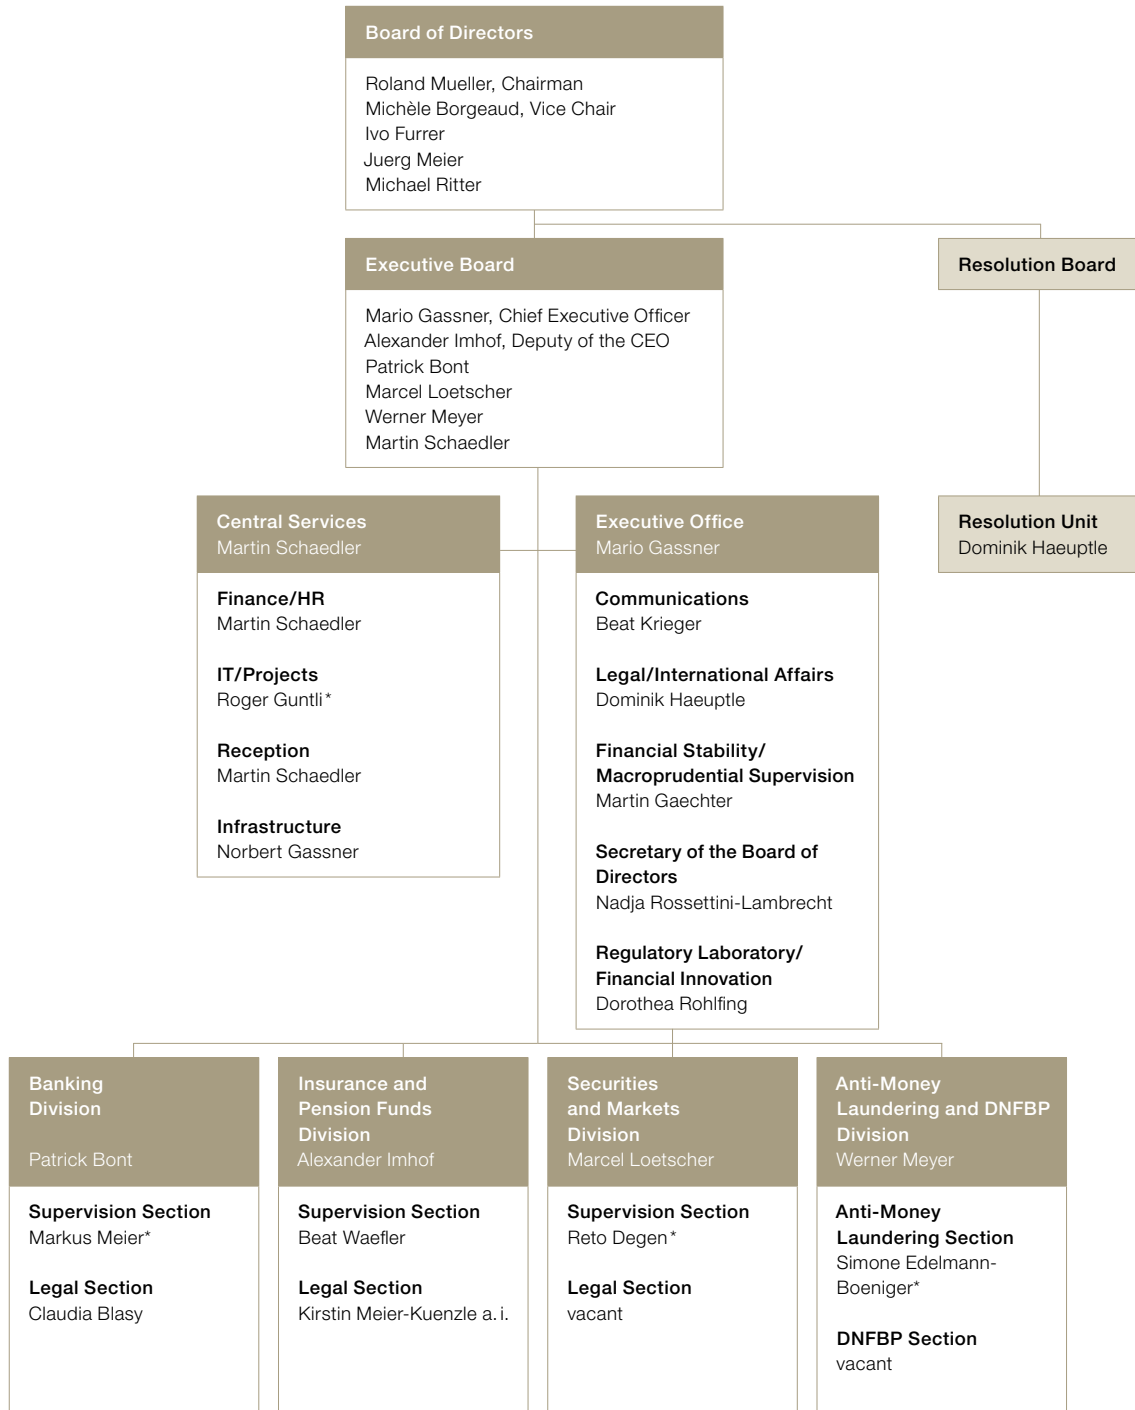 Board of Directors
Roland Mueller, Chairman
Michèle Borgeaud, Vice Chair
Ivo Furrer
Juerg Meier
Michael Ritter
Executive Board
Mario Gassner, Chief Executive Officer
Alexander Imhof, Deputy of the CEO
Patrick Bont
Marcel Loetscher
Werner Meyer
Martin Schaedler
Resolution Board
Central Services
Martin Schaedler
Finance/HR
Martin Schaedler
IT/Projects
Roger Guntli*
Reception
Martin Schaedler
Infrastructure
Norbert Gassner
Executive Office
Mario Gassner
Communications
Beat Krieger
Legal/International Affairs
Dominik Haeuptle
Financial Stability/
Macroprudential Supervision
Martin Gaechter
Secretary of the Board of
Directors
Nadja Rossettini-Lambrecht
Regulatory Laboratory/
Financial Innovation
Dorothea Rohlfing
Resolution Unit
Dominik Haeuptle
Banking
Division
Patrick Bont
Supervision Section
Markus Meier*
Legal Section
Claudia Blasy
Insurance and
Pension Funds
Division
Alexander Imhof
Supervision Section
Beat Waefler
Legal Section
Kirstin Meier-Kuenzle a. i.
Securities
and Markets
Division
Marcel Loetscher
Supervision Section
Reto Degen*
Legal Section
vacant
Anti-Money
Laundering and DNFBP
Division
Werner Meyer
Anti-Money
Laundering Section
Simone Edelmann-
Boeniger*
DNFBP Section
vacant